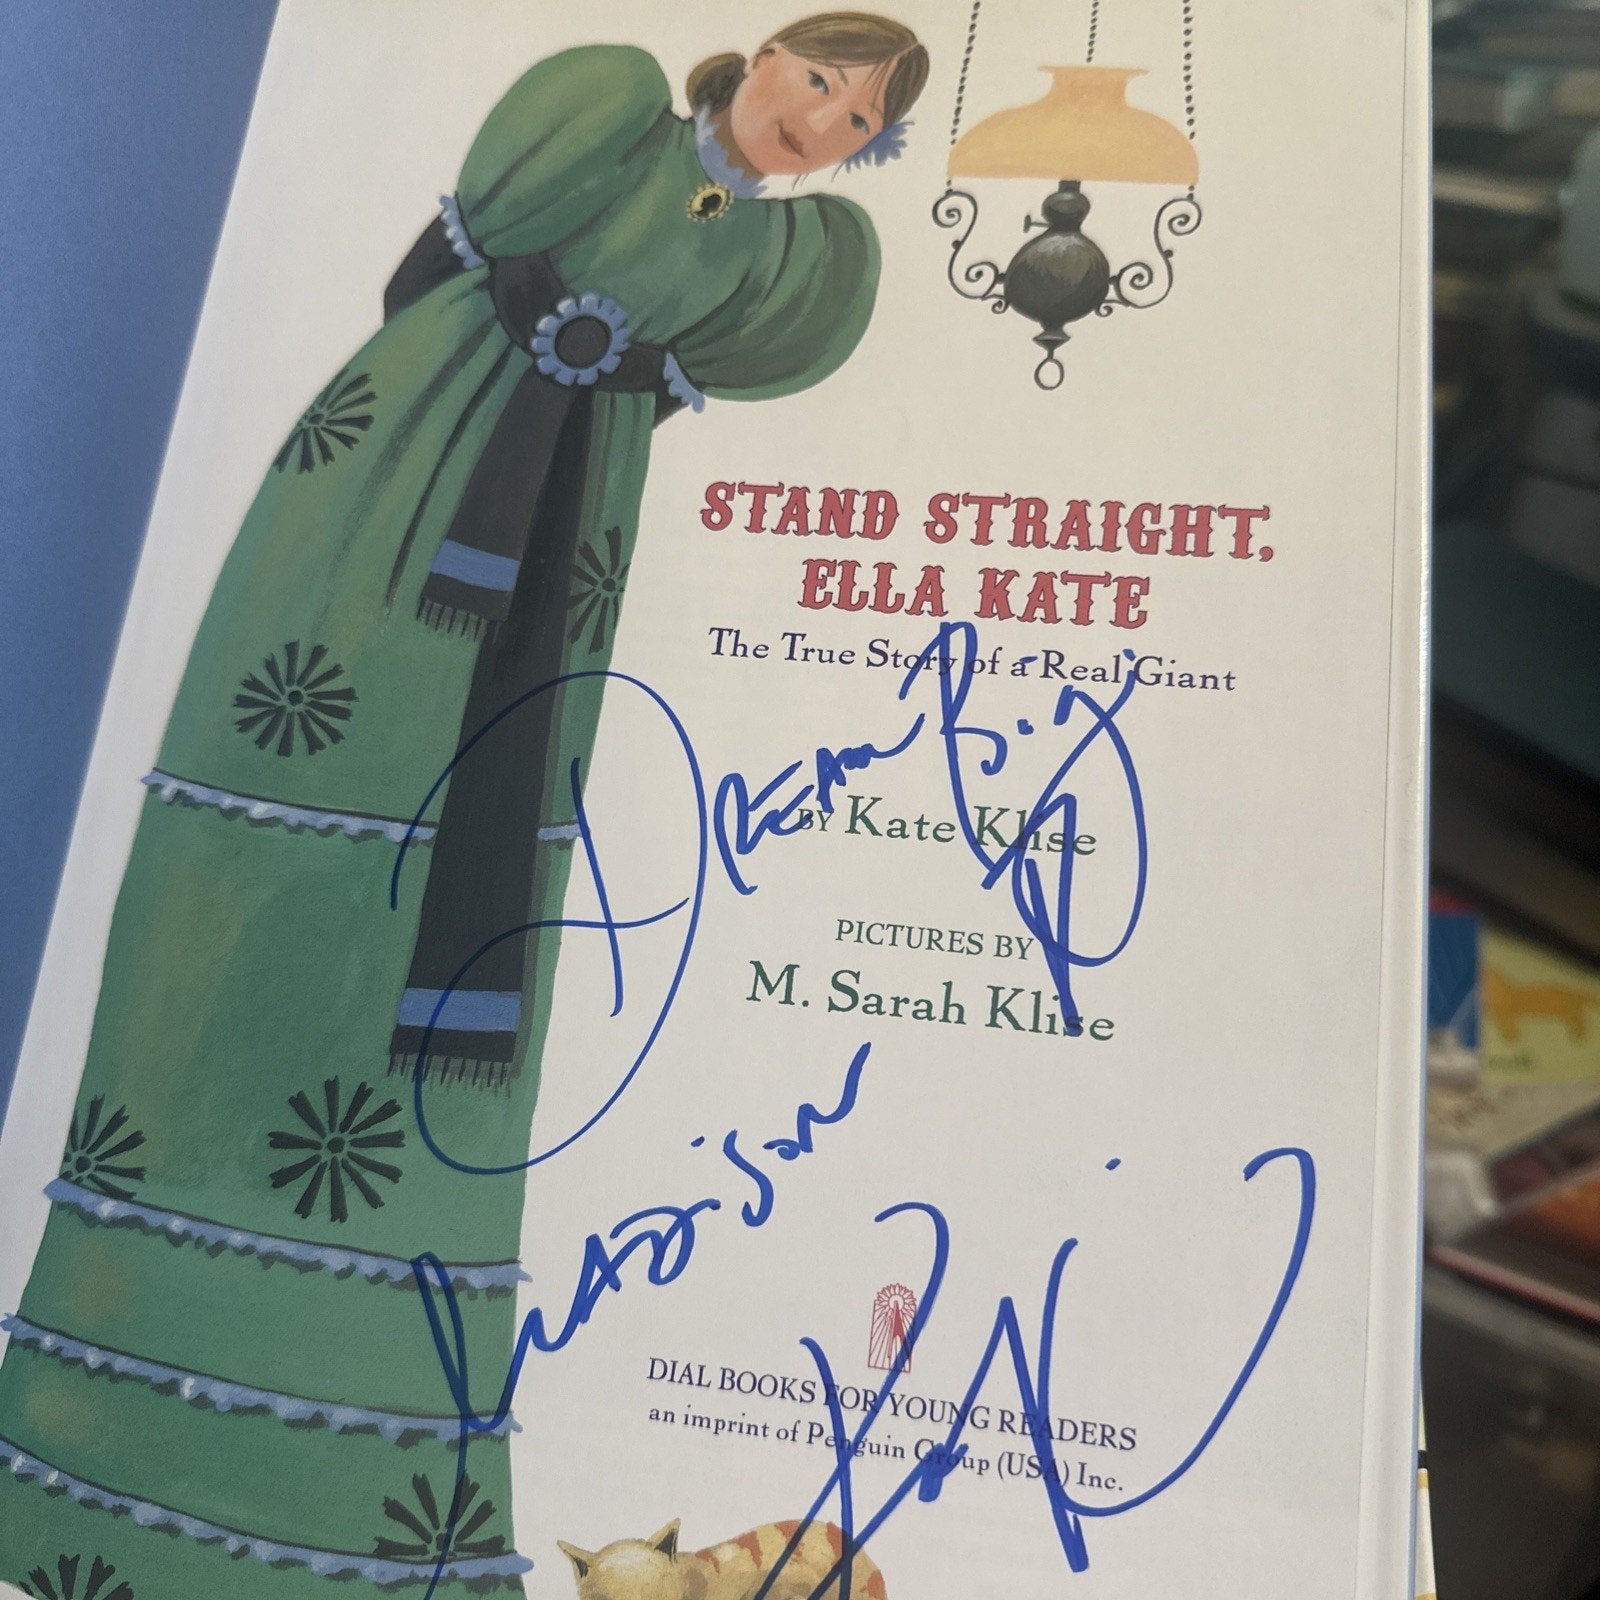 STAND STRAIGHT,
ELLA KATE
The True Story of a Real Giant
DREAM Big
BY Kate Klise
PICTURES BY
M. Sarah Klise
MADison
DIAL BOOKS FOR YOUNG READERS
an imprint of Penguin Group (USA) Inc.